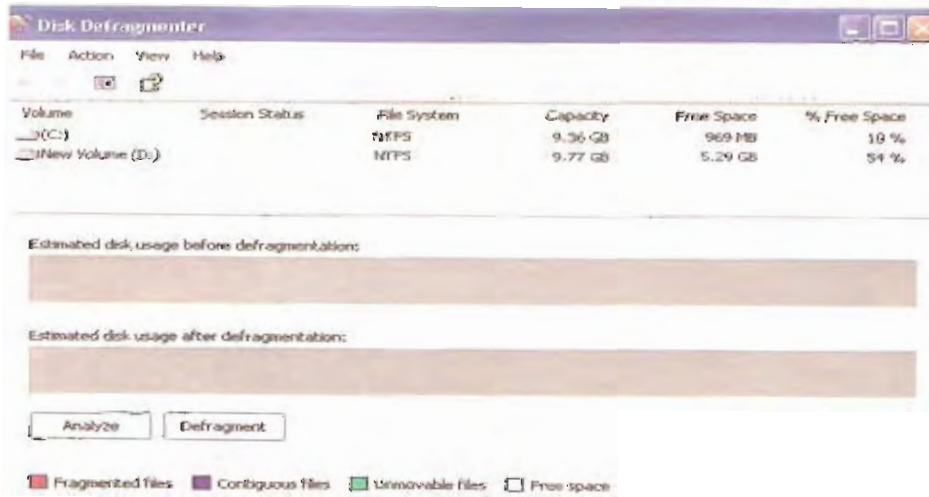 Disk Defragmenter
File Action View Help
Volume Session Status File System Capacity Free Space % Free Space
(C:) NTFS 9.36 GB 969 MB 10 %
New Volume (D:) NTFS 9.77 GB 5.29 GB 54 %
Estimated disk usage before defragmentation:
Estimated disk usage after defragmentation:
Analyze Defragment
Fragmented files Contiguous files Unmovable files Free space